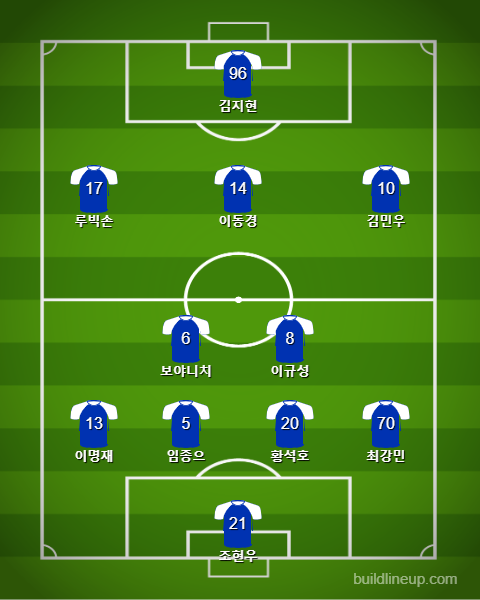 96
김지현
17
루빅손
14
이동경
10
김민우
6
보야니치
8
이규성
13
이명재
5
임종은
20
황석호
70
최강민
21
조현우
buildlineup.com